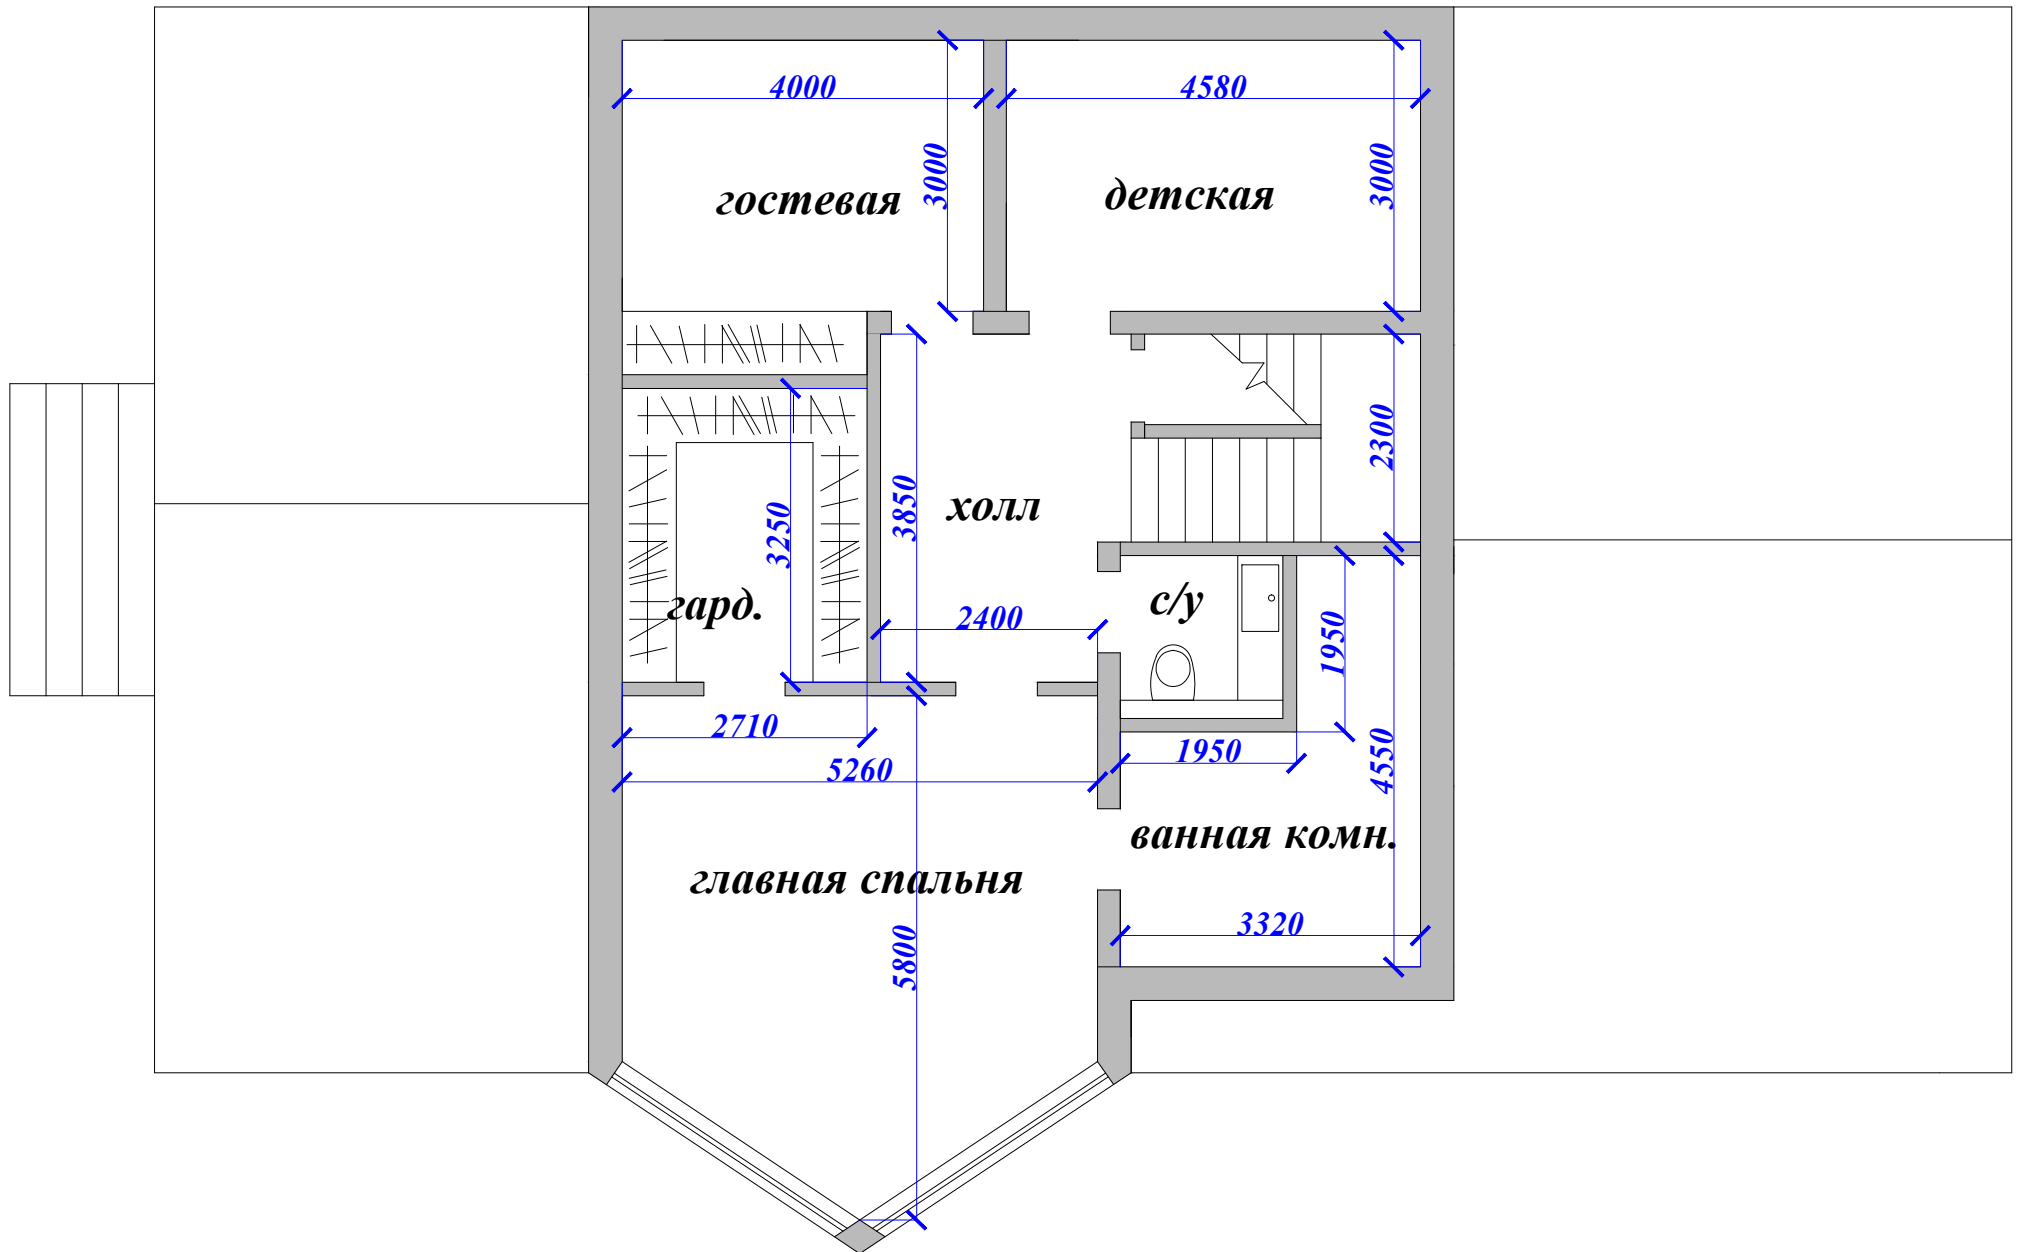 4000
4580
3000
3000
гостевая
детская
2300
3850
3250
холл
гард.
с/у
2400
1950
2710
1950
5260
4550
ванная комн.
главная спальня
3320
5800